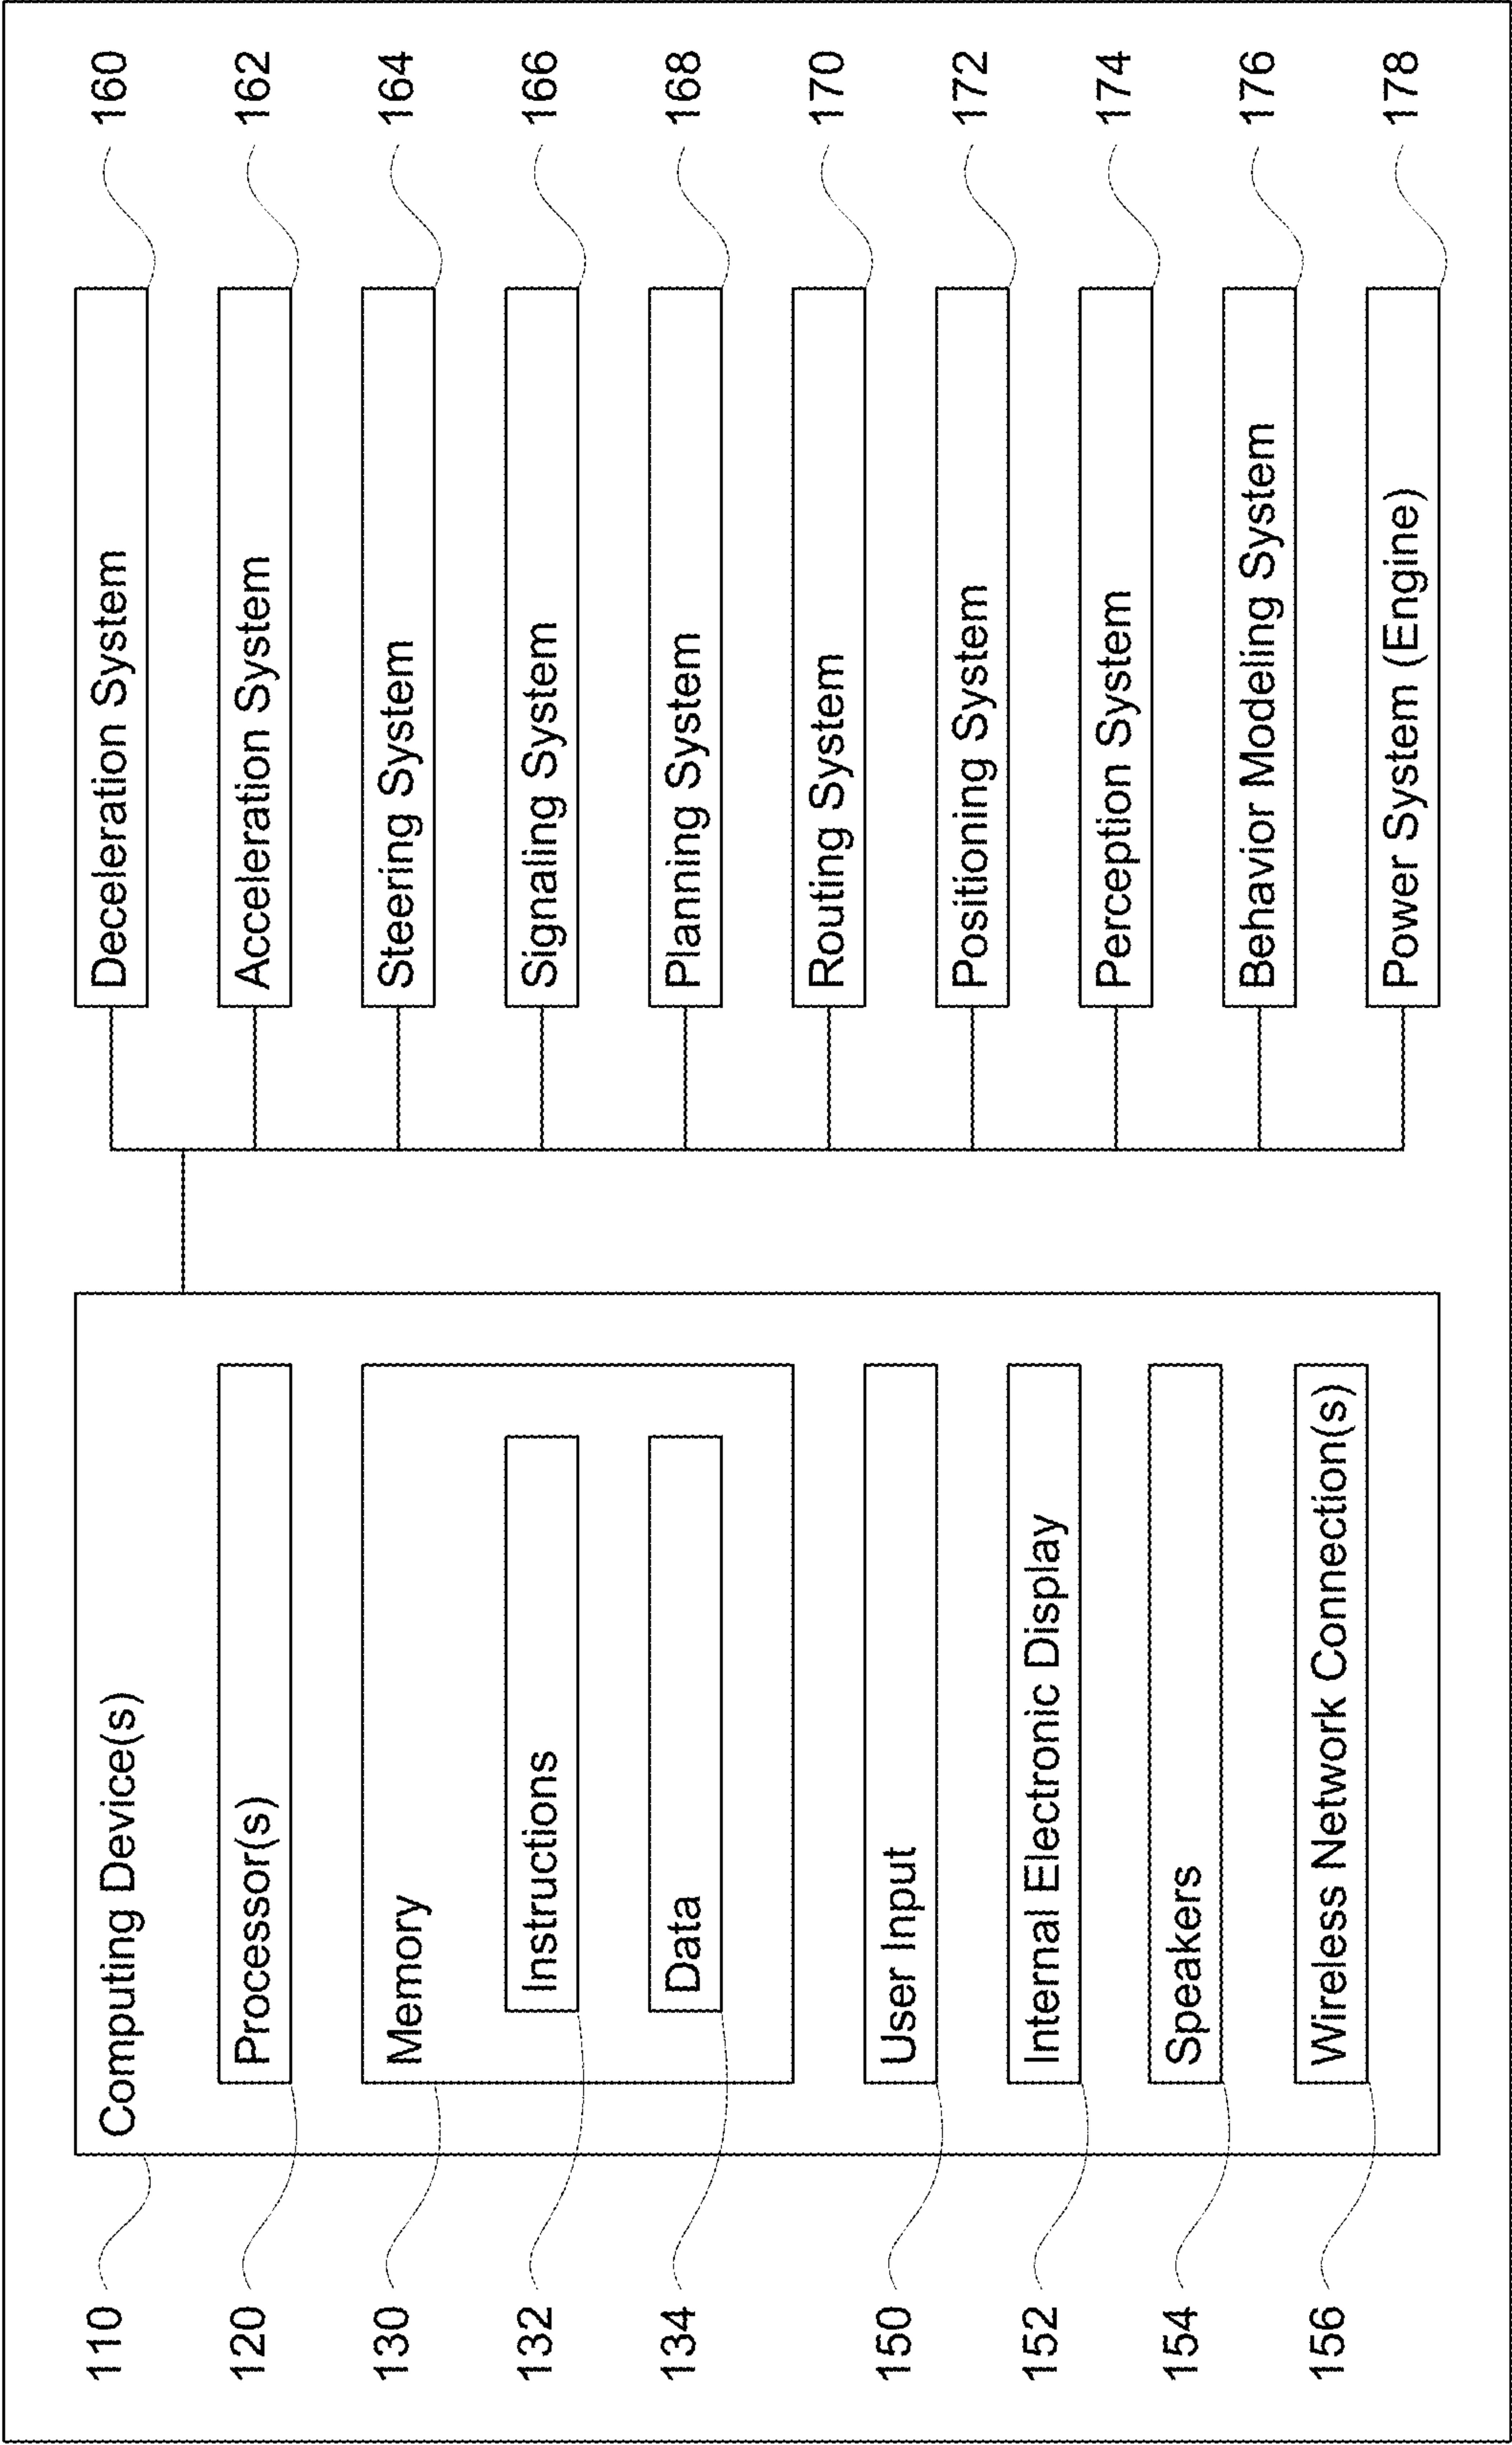 110
Computing Device(s)
120
Processor(s)
130
Memory
132
Instructions
134
Data
150
User Input
152
Internal Electronic Display
154
Speakers
156
Wireless Network Connection(s)
Deceleration System
160
Acceleration System
162
Steering System
164
Signaling System
166
Planning System
168
Routing System
170
Positioning System
172
Perception System
174
Behavior Modeling System
176
Power System (Engine)
178